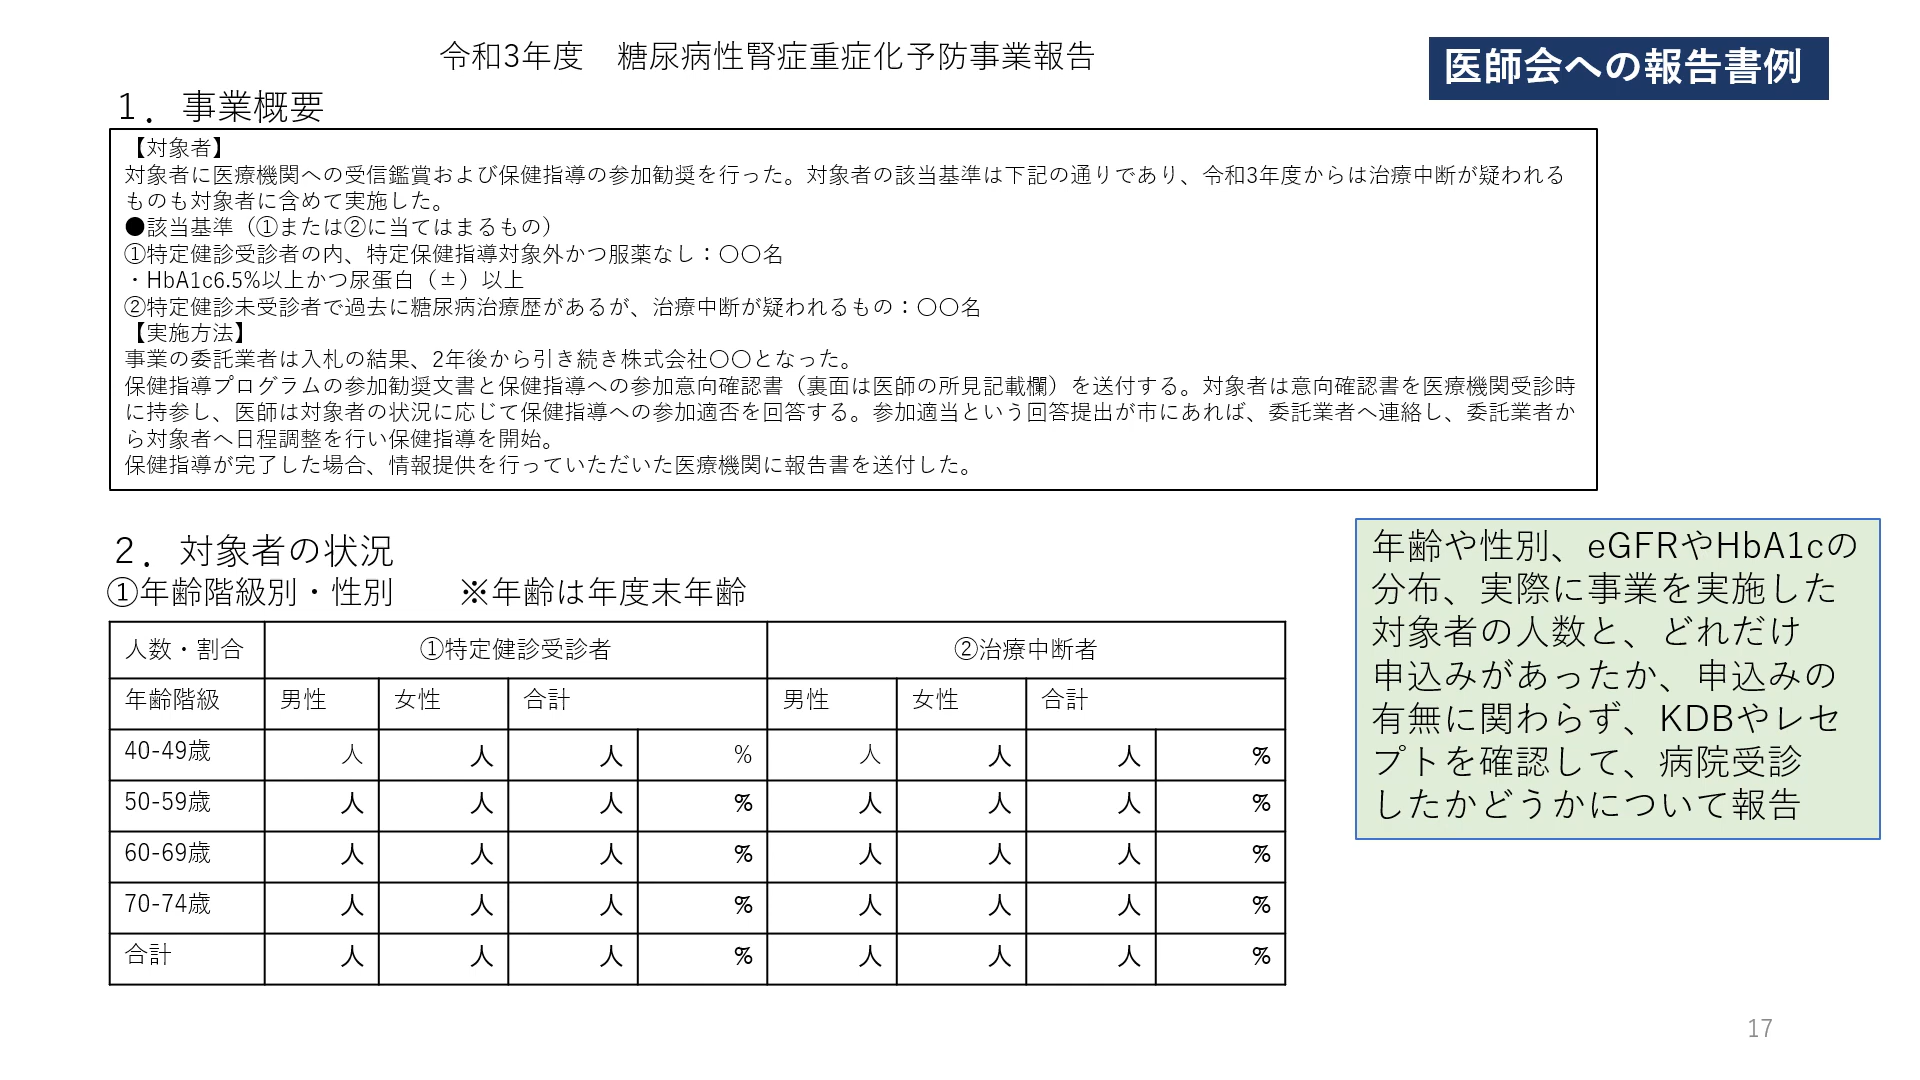 令和3年度　糖尿病性腎症重症化予防事業報告
医師会への報告書例
１．事業概要
【対象者】
対象者に医療機関への受信鑑賞および保健指導の参加勧奨を行った。対象者の該当基準は下記の通りであり、令和3年度からは治療中断が疑われる
ものも対象者に含めて実施した。
●該当基準（①または②に当てはまるもの）
①特定健診受診者の内、特定保健指導対象外かつ服薬なし：〇〇名
・HbA1c6.5%以上かつ尿蛋白（±）以上
②特定健診未受診者で過去に糖尿病治療歴があるが、治療中断が疑われるもの：〇〇名
【実施方法】
事業の委託業者は入札の結果、2年後から引き続き株式会社〇〇となった。
保健指導プログラムの参加勧奨文書と保健指導への参加意向確認書（裏面は医師の所見記載欄）を送付する。対象者は意向確認書を医療機関受診時
に持参し、医師は対象者の状況に応じて保健指導への参加適否を回答する。参加適当という回答提出が市にあれば、委託業者へ連絡し、委託業者か
ら対象者へ日程調整を行い保健指導を開始。
保健指導が完了した場合、情報提供を行っていただいた医療機関に報告書を送付した。
２．対象者の状況
①年齢階級別・性別　　※年齢は年度末年齢
人数・割合 ①特定健診受診者 ②治療中断者
年齢階級 男性 女性 合計 男性 女性 合計
40-49歳 人 人 人 % 人 人 人 %
50-59歳 人 人 人 % 人 人 人 %
60-69歳 人 人 人 % 人 人 人 %
70-74歳 人 人 人 % 人 人 人 %
合計 人 人 人 % 人 人 人 %
年齢や性別、eGFRやHbA1cの
分布、実際に事業を実施した
対象者の人数と、どれだけ
申込みがあったか、申込みの
有無に関わらず、KDBやレセ
プトを確認して、病院受診
したかどうかについて報告
17